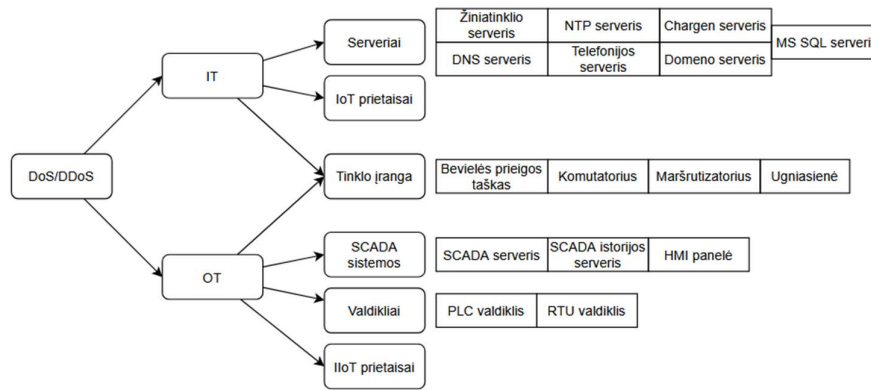 Žiniatinklio
serveris
NTP serveris
Chargen serveris
MS SQL serveri
Serveriai
DNS serveris
Telefonijos
serveris
Domeno serveris
IT
IoT prietaisai
DoS/DDoS
Tinklo įranga
Bevielės prieigos
taškas
Komutatorius
Maršrutizatorius
Ugniasienė
OT
SCADA
sistemos
SCADA serveris
SCADA istorijos
serveris
HMI panelė
Valdikliai
PLC valdiklis
RTU valdiklis
IIoT prietaisai